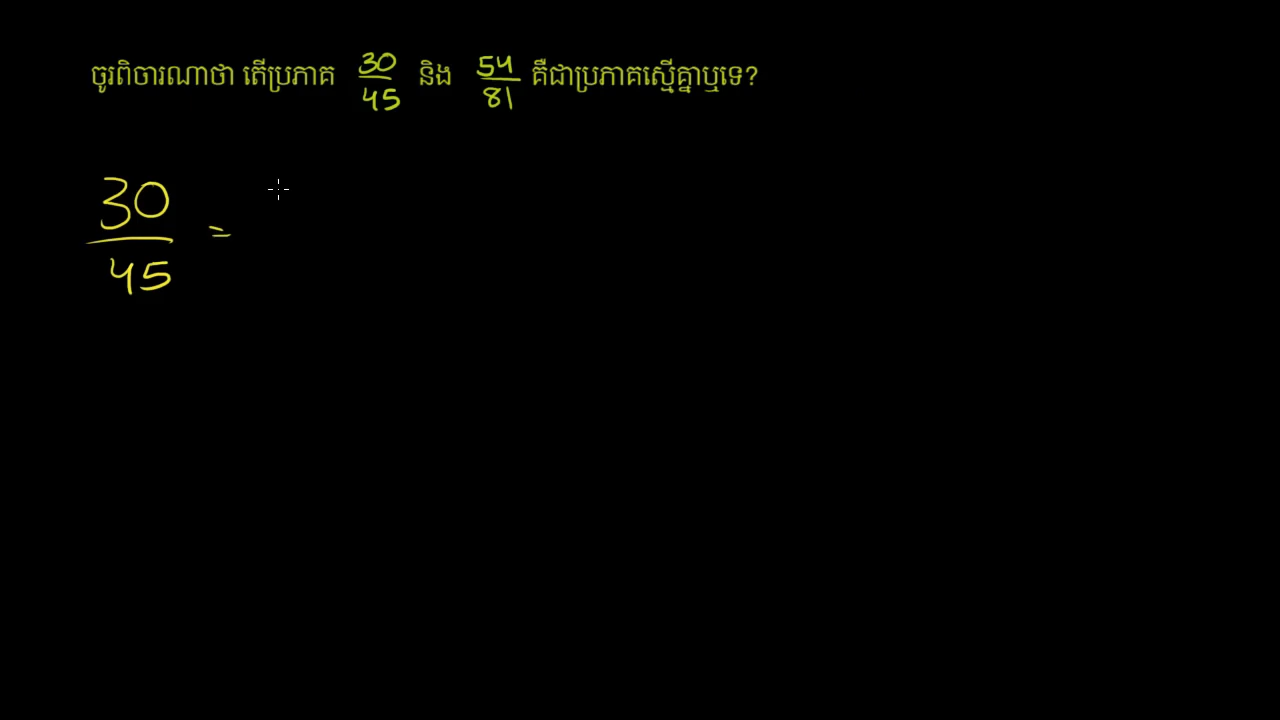 ចូរពិចារណាថា តើប្រភាគ 30/45 និង 54/81 គឺជាប្រភាគស្មើគ្នាឬទេ?
30/45 =